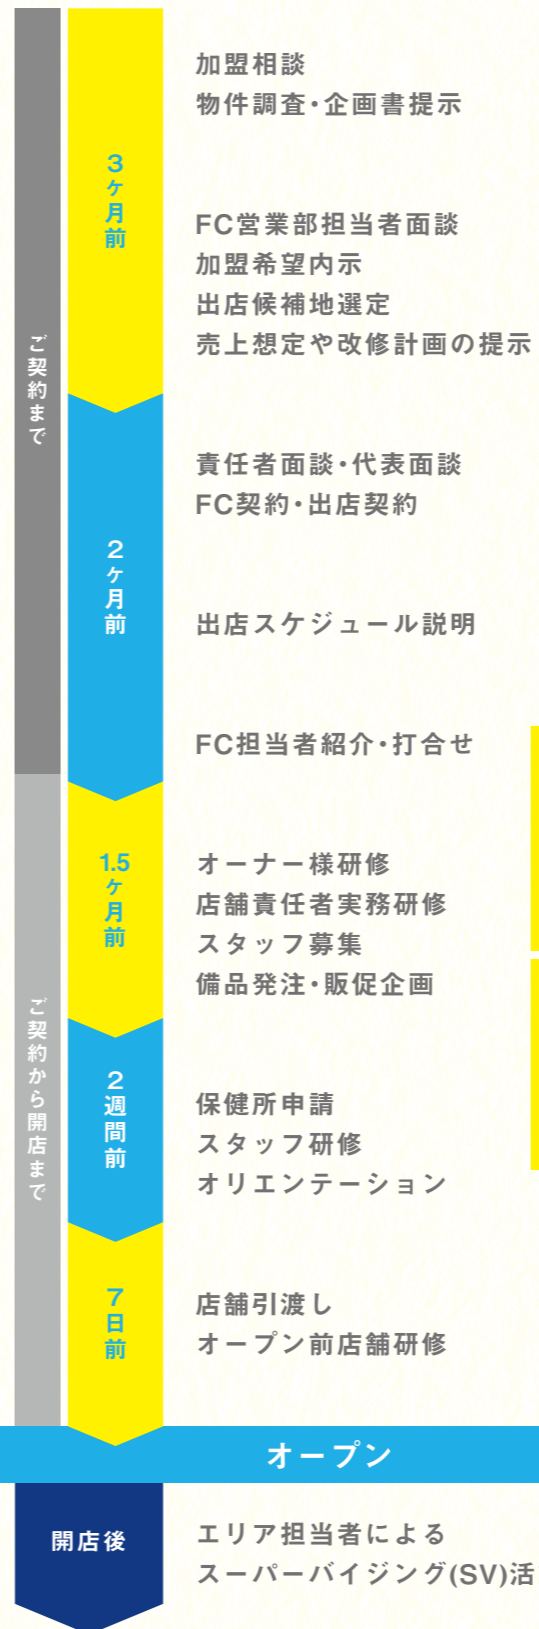 ご契約まで
3ヶ月前
加盟相談
物件調査・企画書提示
FC営業部担当者面談
加盟希望内示
出店候補地選定
売上想定や改修計画の提示
2ヶ月前
責任者面談・代表面談
FC契約・出店契約
出店スケジュール説明
FC担当者紹介・打合せ
ご契約から開店まで
1.5ヶ月前
オーナー様研修
店舗責任者実務研修
スタッフ募集
備品発注・販促企画
2週間前
保健所申請
スタッフ研修
オリエンテーション
7日前
店舗引渡し
オープン前店舗研修
オープン
開店後
エリア担当者による
スーパーバイジング(SV)活